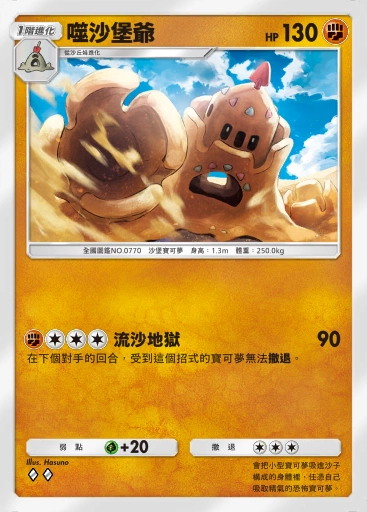 1階進化
噬沙堡爺
HP 130
從沙丘娃進化
全國圖鑑NO.0770 沙堡寶可夢 身高：1.3m 體重：250.0kg
流沙地獄 90
在下個對手的回合，受到這個招式的寶可夢無法撤退。
弱點 +20 撤退
Illus. Hasuno
會把小型寶可夢吸進沙子
構成的身體裡，任憑自己
吸取精氣的恐怖寶可夢。